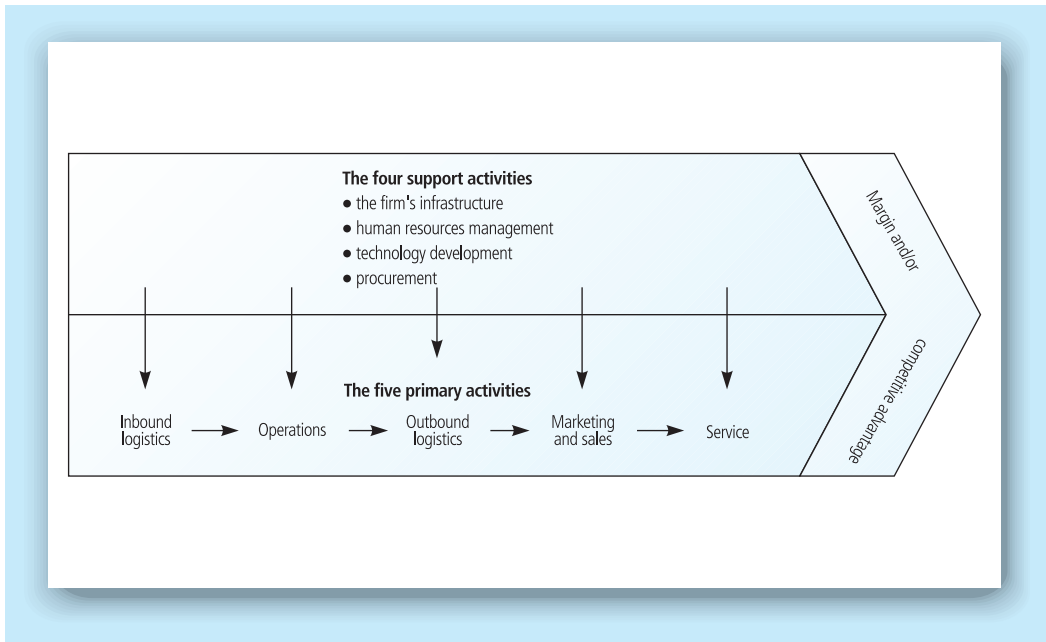 The four support activities
● the firm's infrastructure
● human resources management
● technology development
● procurement
Margin and/or
competitive advantage
The five primary activities
Inbound
logistics
Operations
Outbound
logistics
Marketing
and sales
Service